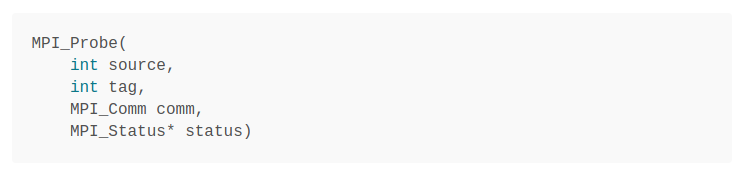 MPI_Probe(
    int source,
    int tag,
    MPI_Comm comm,
    MPI_Status* status)